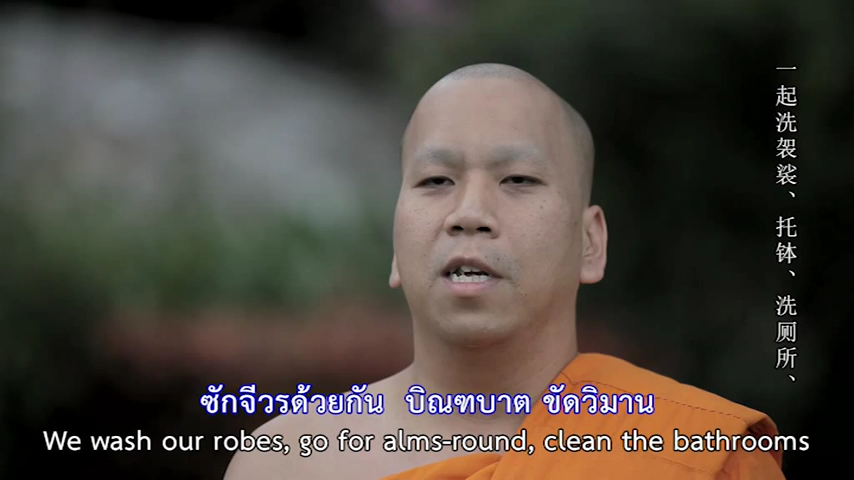 一起洗袈裟、托钵、洗厕所、
ซักจีวรด้วยกัน บิณฑบาต ขัดวิมาน
We wash our robes, go for alms-round, clean the bathrooms